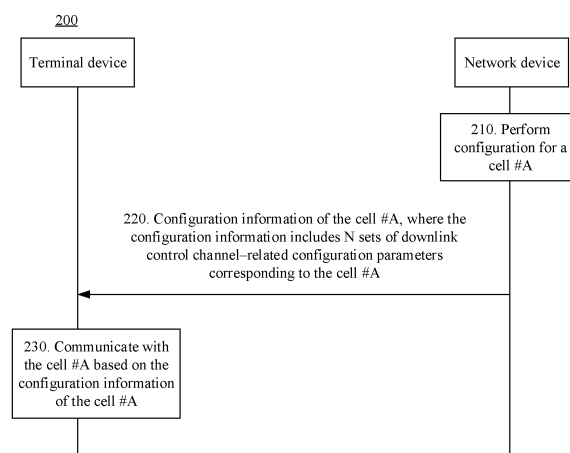 200
Terminal device
Network device
210. Perform
configuration for a
cell #A
220. Configuration information of the cell #A, where the
configuration information includes N sets of downlink
control channel–related configuration parameters
corresponding to the cell #A
230. Communicate with
the cell #A based on the
configuration information
of the cell #A